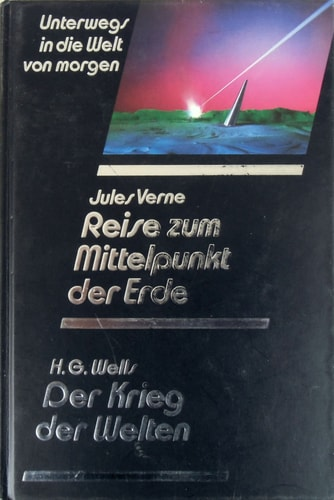 Unterwegs
in die Welt
von morgen
Jules Verne
Reise zum
Mittelpunkt
der Erde
H. G. Wells
Der Krieg
der Welten